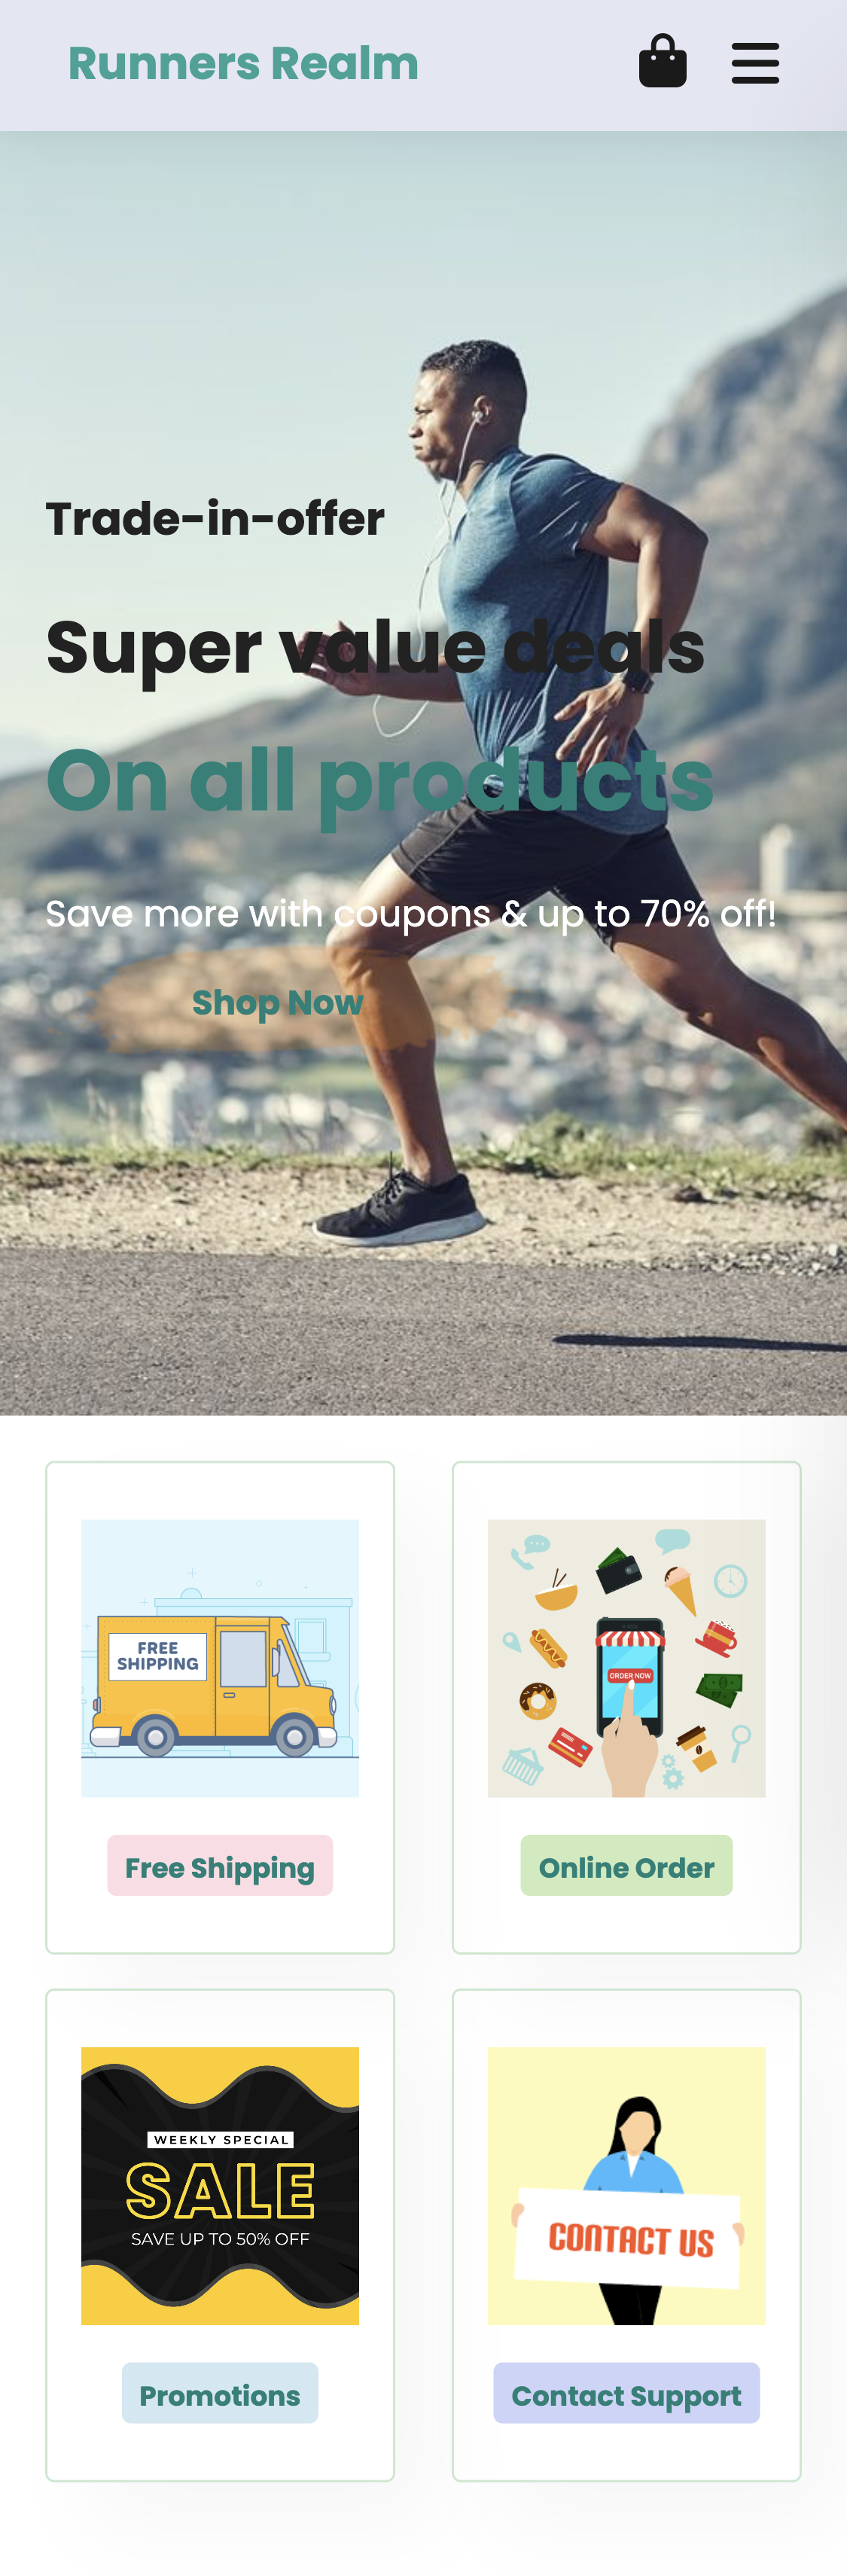 Runners Realm
Trade-in-offer
Super value deals
On all products
Save more with coupons & up to 70% off!
Shop Now
FREE
SHIPPING
ORDER NOW
Free Shipping
Online Order
WEEKLY SPECIAL
SALE
SAVE UP TO 50% OFF
CONTACT US
Promotions
Contact Support